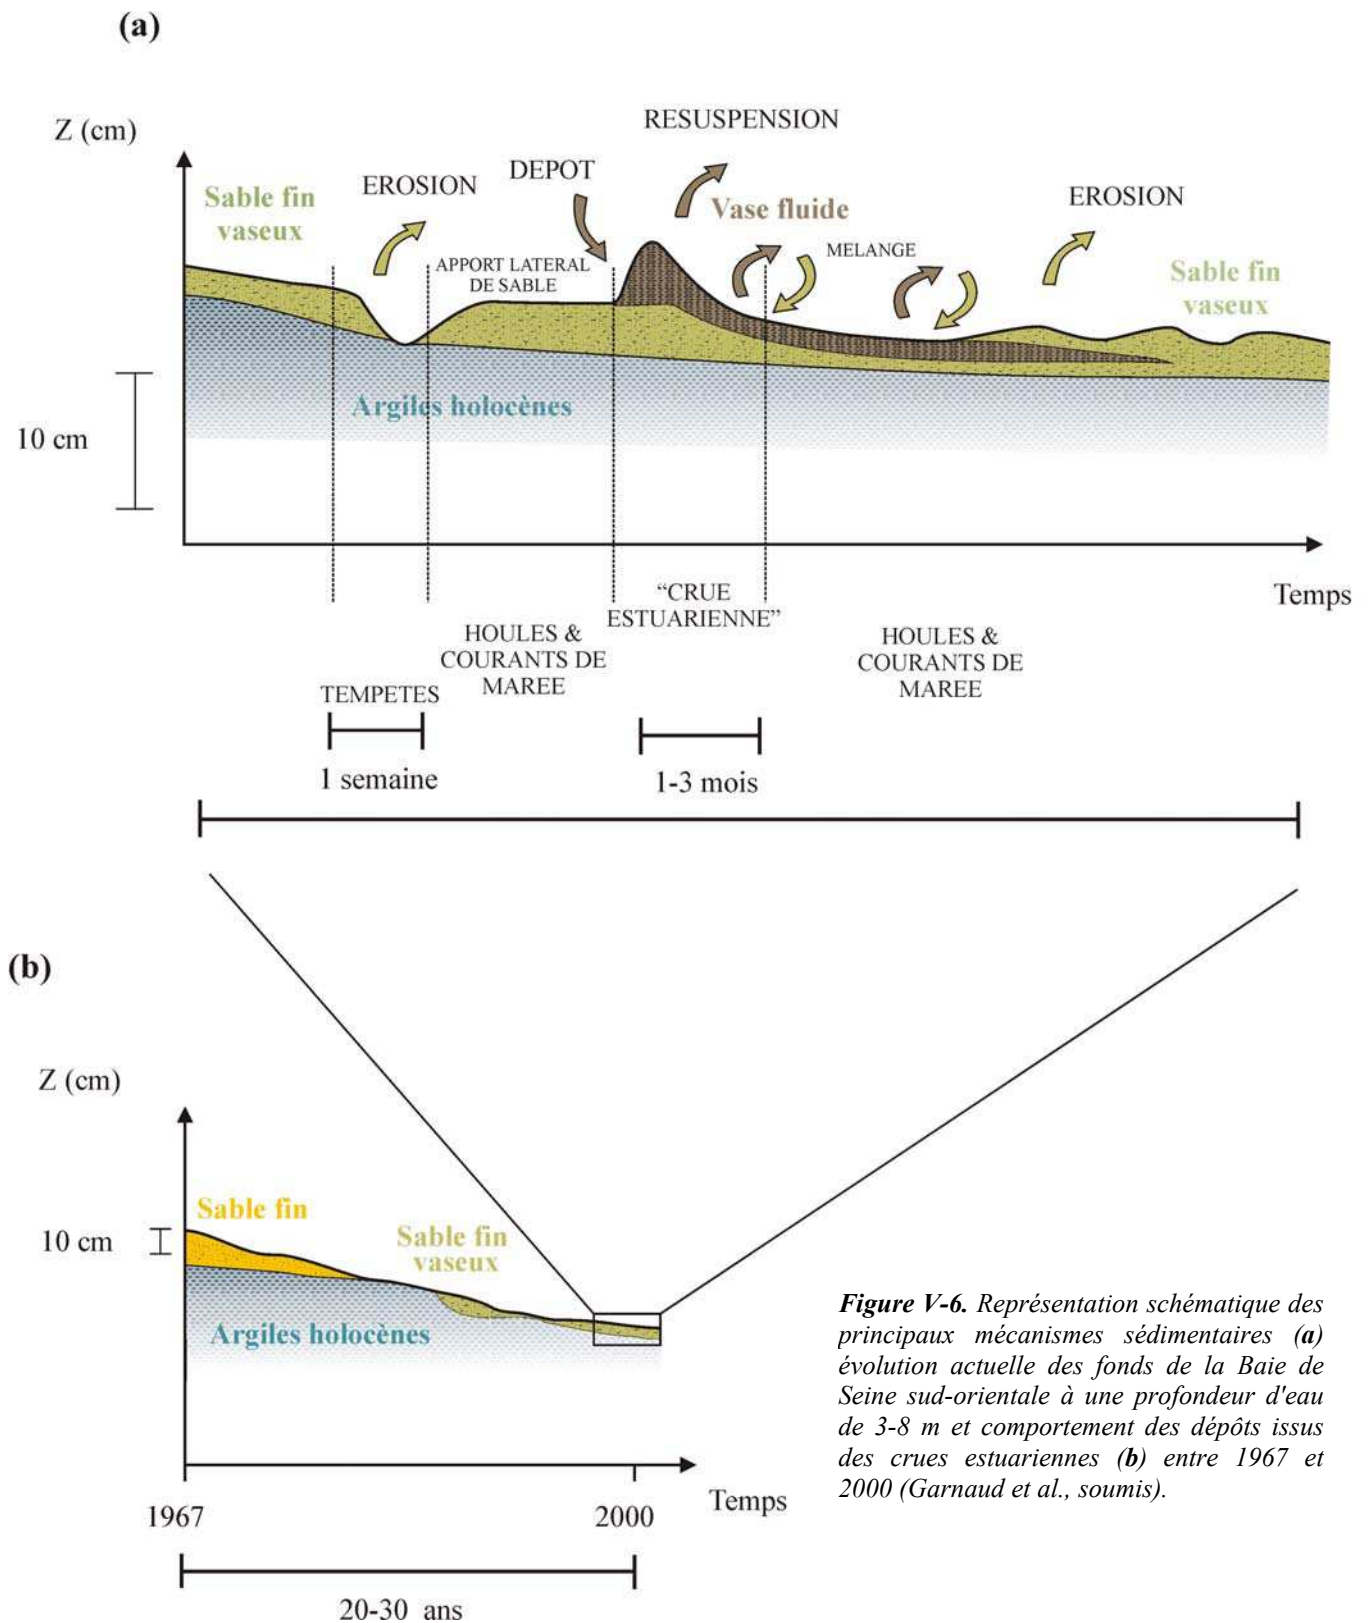 (a)
Z (cm)
RESUSPENSION
DEPOT
EROSION
EROSION
Sable fin
vaseux
Vase fluide
MELANGE
APPORT LATERAL
DE SABLE
Sable fin
vaseux
Argiles holocènes
10 cm
Temps
“CRUE
ESTUARIENNE”
HOULES &
COURANTS DE
MAREE
HOULES &
COURANTS DE
MAREE
TEMPETES
1 semaine
1-3 mois
(b)
Z (cm)
Sable fin
10 cm
Sable fin
vaseux
Argiles holocènes
1967
2000
Temps
20-30 ans
Figure V-6. Représentation schématique des
principaux mécanismes sédimentaires (a)
évolution actuelle des fonds de la Baie de
Seine sud-orientale à une profondeur d'eau
de 3-8 m et comportement des dépôts issus
des crues estuariennes (b) entre 1967 et
2000 (Garnaud et al., soumis).